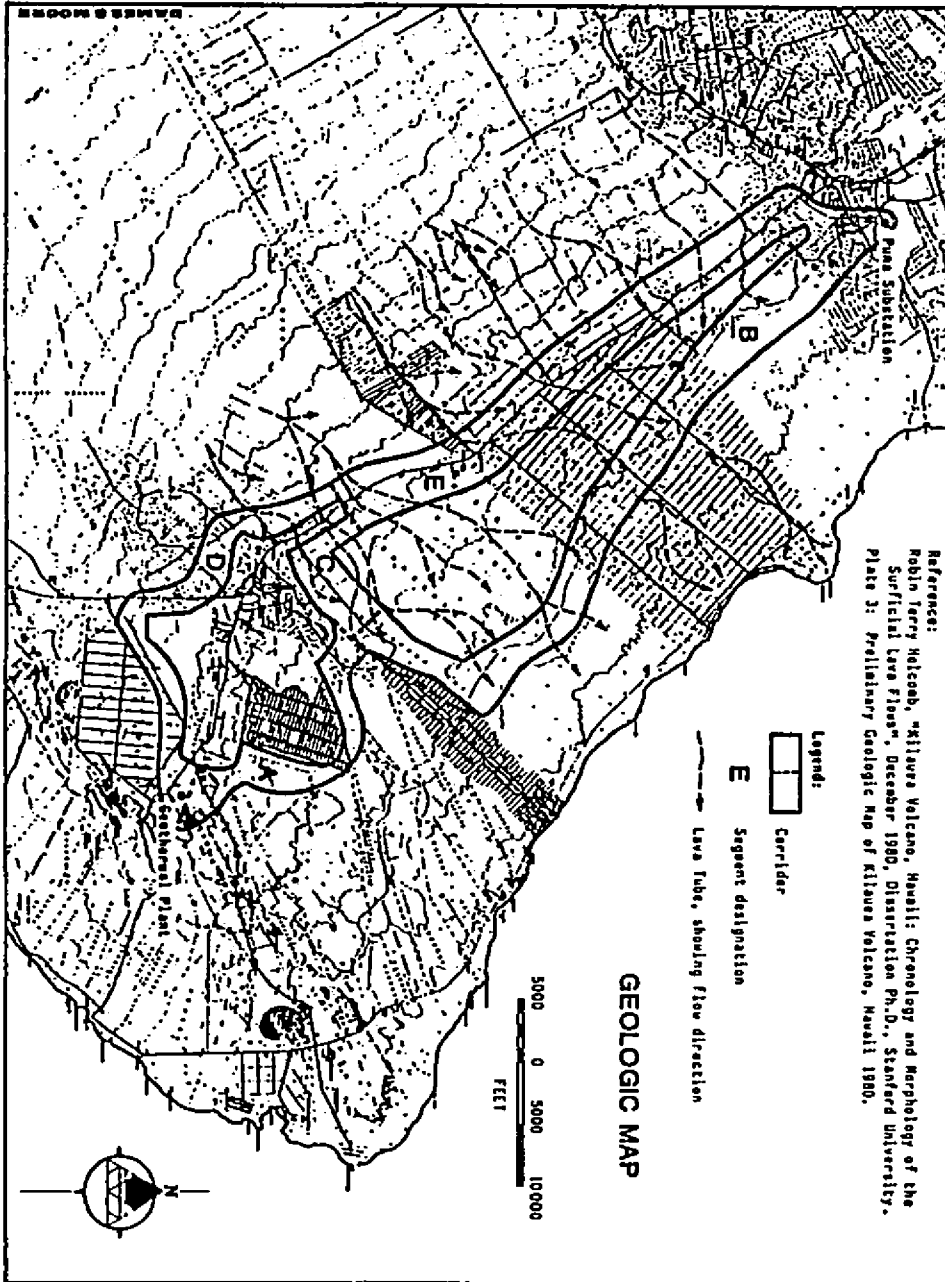 Reference:
Robin Terry Holcomb, "Kilauea Volcano, Hawaii: Chronology and Morphology of the
Surficial Lava Flows", December 1980, Dissertation Ph.D., Stanford University.
Plate 3: Preliminary Geologic Map of Kilauea Volcano, Hawaii 1980.
Legend:
Corridor
E
Segment designation
Lava Tube, showing flow direction
GEOLOGIC MAP
5000 0 5000 10000
FEET
N
Puna Substation
B
E
C
D
K
Geothermal Plant
DAMES & MOORE